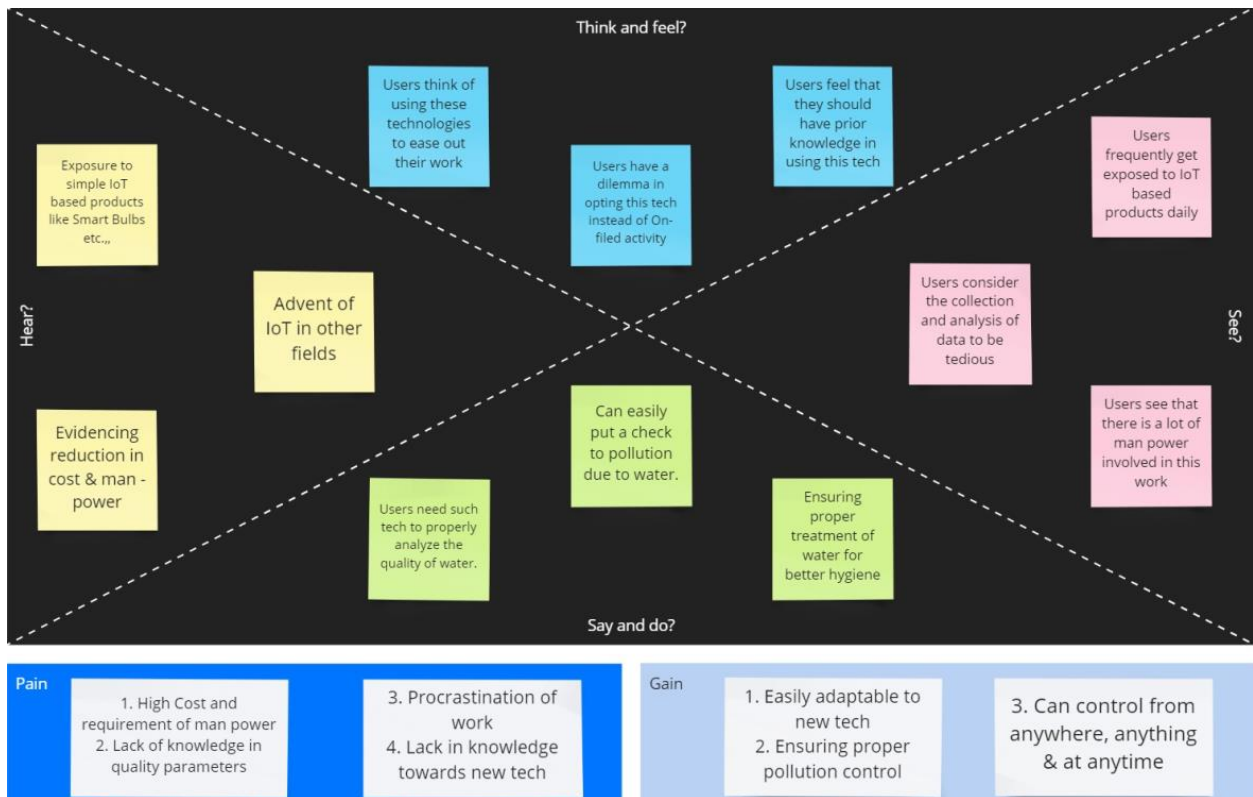 Think and feel?
Users think of
using these
technologies
to ease out
their work
Users have a
dilemma in
opting this tech
instead of On-
filed activity
Users feel that
they should
have prior
knowledge in
using this tech
Hear?
Exposure to
simple IoT
based products
like Smart Bulbs
etc.,,
Advent of
IoT in other
fields
Evidencing
reduction in
cost & man -
power
See?
Users
frequently get
exposed to IoT
based
products daily
Users consider
the collection
and analysis of
data to be
tedious
Users see that
there is a lot of
man power
involved in this
work
Can easily
put a check
to pollution
due to water.
Users need such
tech to properly
analyze the
quality of water.
Ensuring
proper
treatment of
water for
better hygiene
Say and do?
Pain
1. High Cost and
requirement of man power
2. Lack of knowledge in
quality parameters
3. Procrastination of
work
4. Lack in knowledge
towards new tech
Gain
1. Easily adaptable to
new tech
2. Ensuring proper
pollution control
3. Can control from
anywhere, anything
& at anytime